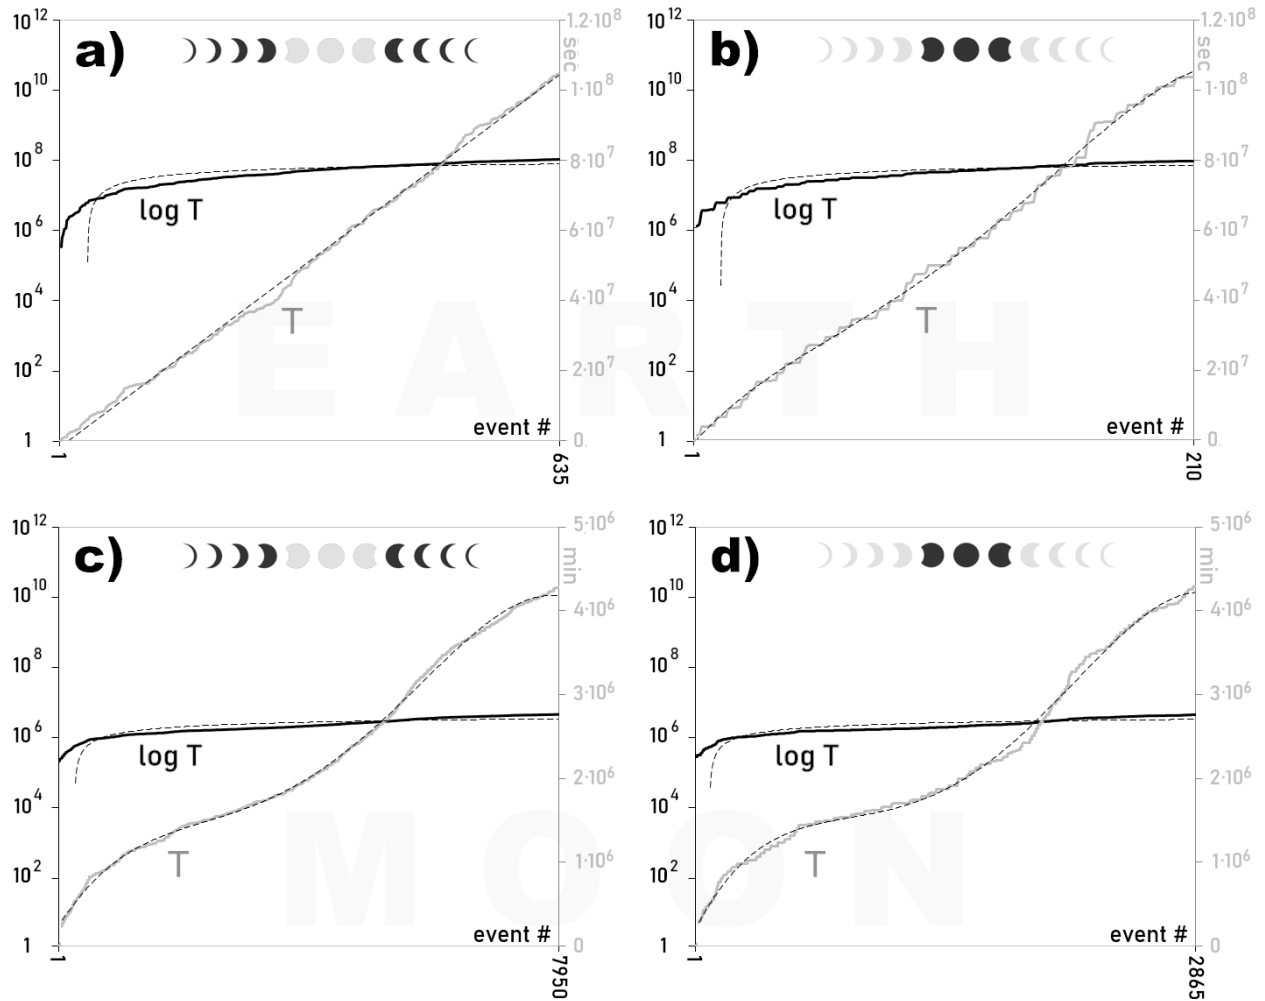 a)
10¹²
10¹⁰
10⁸
10⁶
10⁴
10²
1
1.2·10⁸
sec
1·10⁸
8·10⁷
6·10⁷
4·10⁷
2·10⁷
0.
log T
T
event #
1
635
b)
10¹²
10¹⁰
10⁸
10⁶
10⁴
10²
1
1.2·10⁸
sec
1·10⁸
8·10⁷
6·10⁷
4·10⁷
2·10⁷
0.
log T
T
event #
1
210
EARTH
c)
10¹²
10¹⁰
10⁸
10⁶
10⁴
10²
1
5·10⁶
min
4·10⁶
3·10⁶
2·10⁶
1·10⁶
0
log T
T
event #
1
7950
d)
10¹²
10¹⁰
10⁸
10⁶
10⁴
10²
1
5·10⁶
min
4·10⁶
3·10⁶
2·10⁶
1·10⁶
0
log T
T
event #
1
2865
MOON